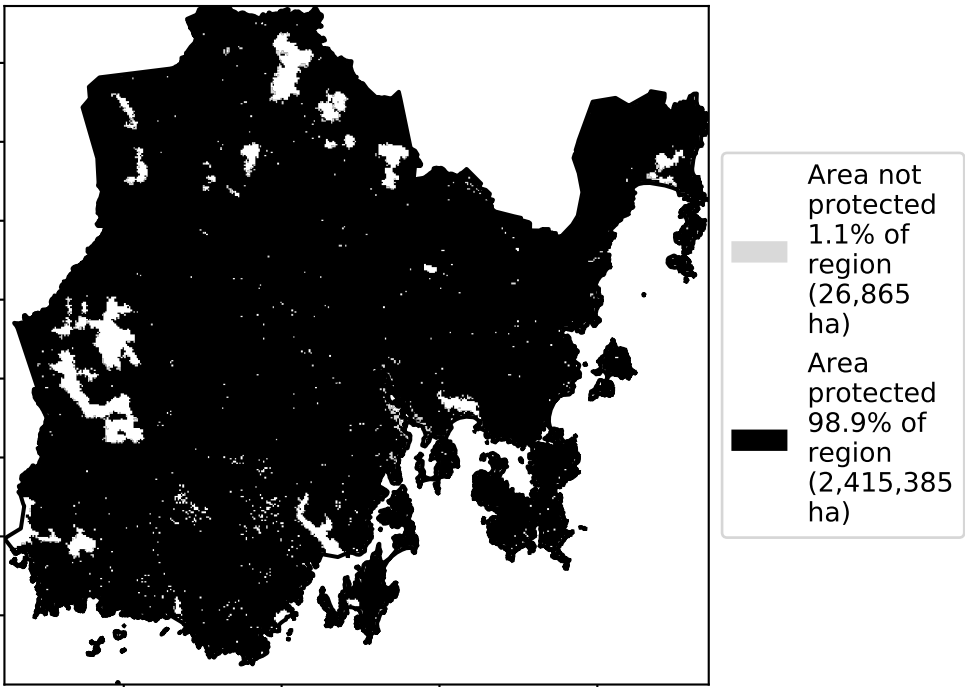 Area not
protected
1.1% of
region
(26,865
ha)
Area
protected
98.9% of
region
(2,415,385
ha)